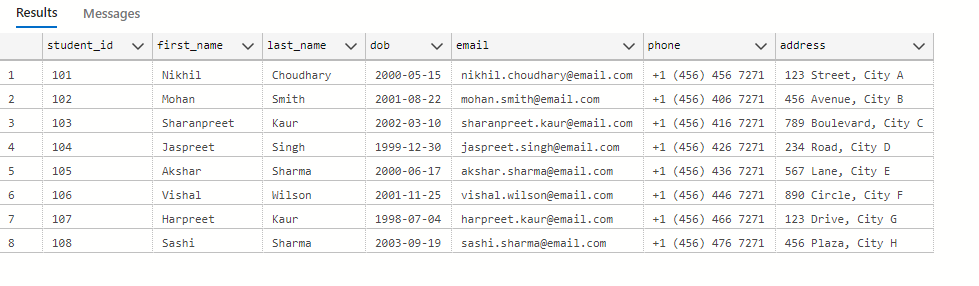 Results Messages
student_id first_name last_name dob email phone address
1 101 Nikhil Choudhary 2000-05-15 nikhil.choudhary@email.com +1 (456) 456 7271 123 Street, City A
2 102 Mohan Smith 2001-08-22 mohan.smith@email.com +1 (456) 406 7271 456 Avenue, City B
3 103 Sharanpreet Kaur 2002-03-10 sharanpreet.kaur@email.com +1 (456) 416 7271 789 Boulevard, City C
4 104 Jaspreet Singh 1999-12-30 jaspreet.singh@email.com +1 (456) 426 7271 234 Road, City D
5 105 Akshar Sharma 2000-06-17 akshar.sharma@email.com +1 (456) 436 7271 567 Lane, City E
6 106 Vishal Wilson 2001-11-25 vishal.wilson@email.com +1 (456) 446 7271 890 Circle, City F
7 107 Harpreet Kaur 1998-07-04 harpreet.kaur@email.com +1 (456) 466 7271 123 Drive, City G
8 108 Sashi Sharma 2003-09-19 sashi.sharma@email.com +1 (456) 476 7271 456 Plaza, City H